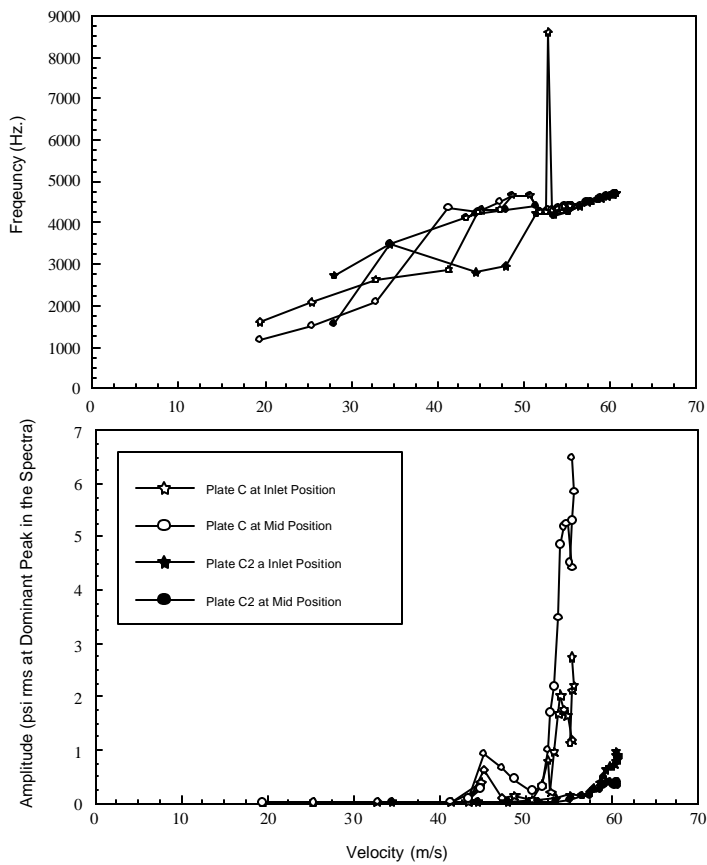 9000
8000
7000
6000
5000
4000
3000
2000
1000
0
Freqeuncy (Hz.)
0 10 20 30 40 50 60 70
7
6
5
4
3
2
1
0
Amplitude (psi rms at Dominant Peak in the Spectra)
Plate C at Inlet Position
Plate C at Mid Position
Plate C2 a Inlet Position
Plate C2 at Mid Position
0 10 20 30 40 50 60 70
Velocity (m/s)